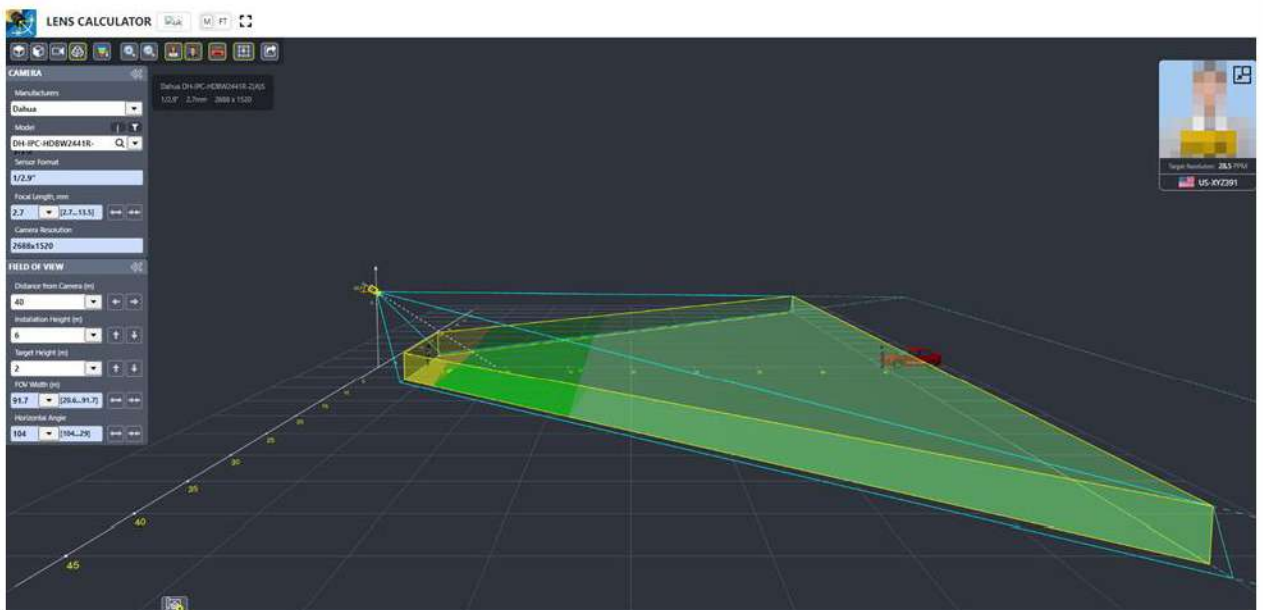 LENS CALCULATOR
M FT
CAMERA
Manufacturers
Dahua
Model
DH-IPC-HDBW2441R-
Sensor Format
1/2.9"
Focal Length, mm
2.7 [2.7...13.5]
Camera Resolution
2688x1520
FIELD OF VIEW
Distance from Camera (m)
40
Installation Height (m)
6
Target Height (m)
2
FOV Width (m)
91.7 [20.6...91.7]
Horizontal Angle
104 [104...29]
Dahua DH-IPC-HDBW2441R-Z(A)S
1/2.9" 2.7mm 2688 x 1520
Target Resolution: 28.5 PPM
US-XYZ391
25
30
35
40
45